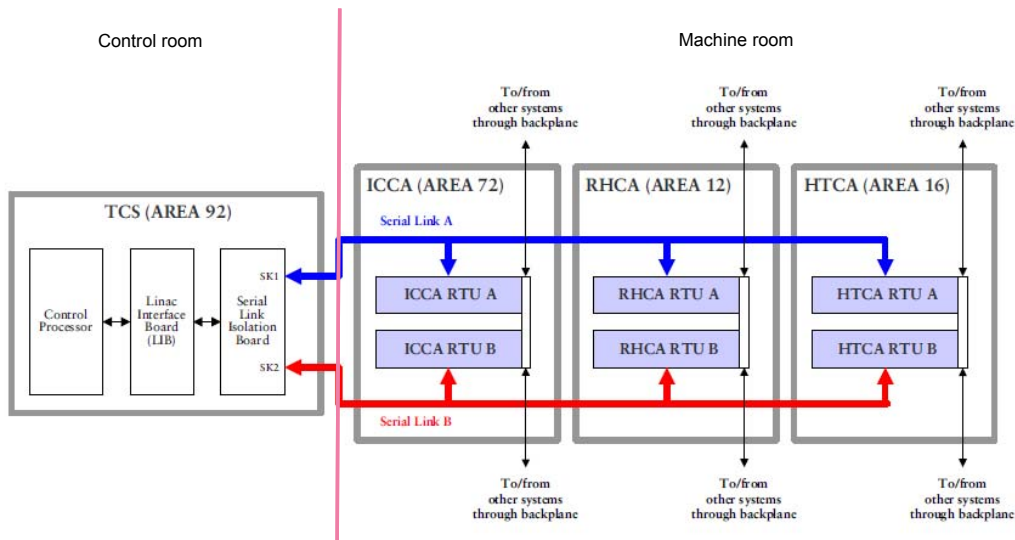 Control room
Machine room
To/from
other systems
through backplane
To/from
other systems
through backplane
To/from
other systems
through backplane
TCS (AREA 92)
Control
Processor
Linac
Interface
Board
(LIB)
Serial
Link
Isolation
Board
SK1
SK2
ICCA (AREA 72)
RHCA (AREA 12)
HTCA (AREA 16)
Serial Link A
ICCA RTU A
RHCA RTU A
HTCA RTU A
ICCA RTU B
RHCA RTU B
HTCA RTU B
Serial Link B
To/from
other systems
through backplane
To/from
other systems
through backplane
To/from
other systems
through backplane